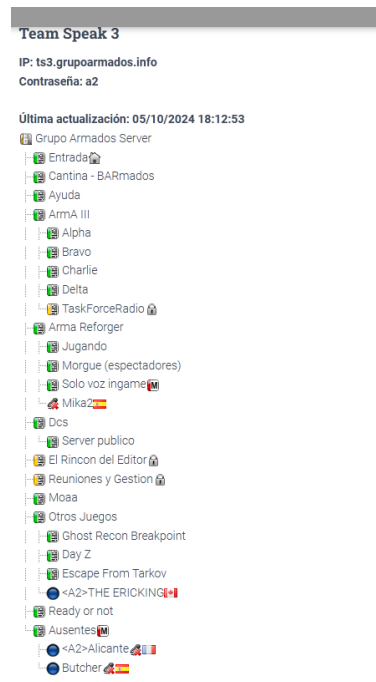 Team Speak 3
IP: ts3.grupoarmados.info
Contraseña: a2
Última actualización: 05/10/2024 18:12:53
Grupo Armados Server
Entrada
Cantina - BARmados
Ayuda
ArmA III
Alpha
Bravo
Charlie
Delta
TaskForceRadio
Arma Reforger
Jugando
Morgue (espectadores)
Solo voz ingame M
Mika2
Dcs
Server publico
El Rincon del Editor
Reuniones y Gestion
Moaa
Otros Juegos
Ghost Recon Breakpoint
Day Z
Escape From Tarkov
<A2>THE ERICKING
Ready or not
Ausentes M
<A2>Alicante
Butcher